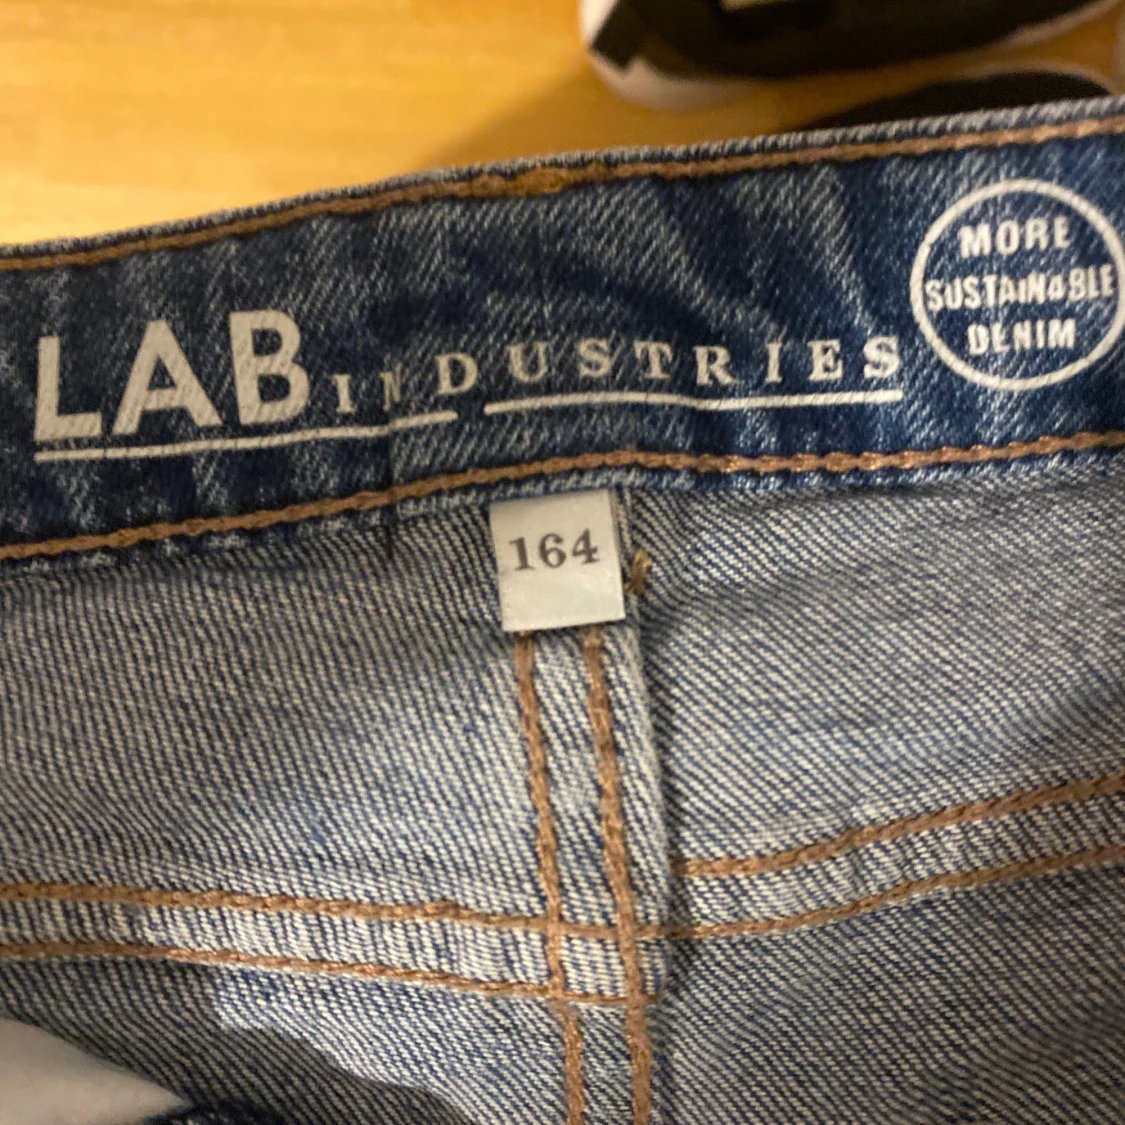 LAB INDUSTRIES
MORE
SUSTAINABLE
DENIM
164